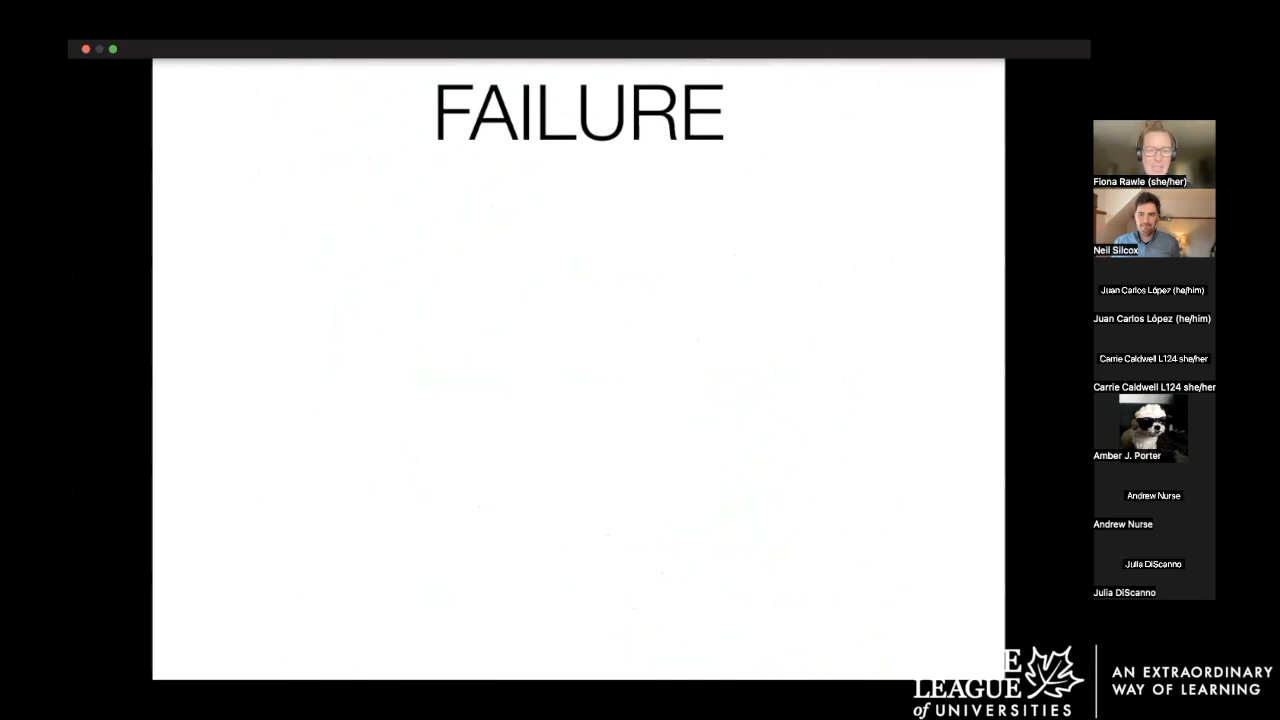 FAILURE
Fiona Rawle (she/her)
Neil Silcox
Juan Carlos López (he/him)
Juan Carlos López (he/him)
Carrie Caldwell L124 she/her
Carrie Caldwell L124 she/her
Amber J. Porter
Andrew Nurse
Andrew Nurse
Julia DiScanno
Julia DiScanno
LEAGUE
of UNIVERSITIES
AN EXTRAORDINARY
WAY OF LEARNING